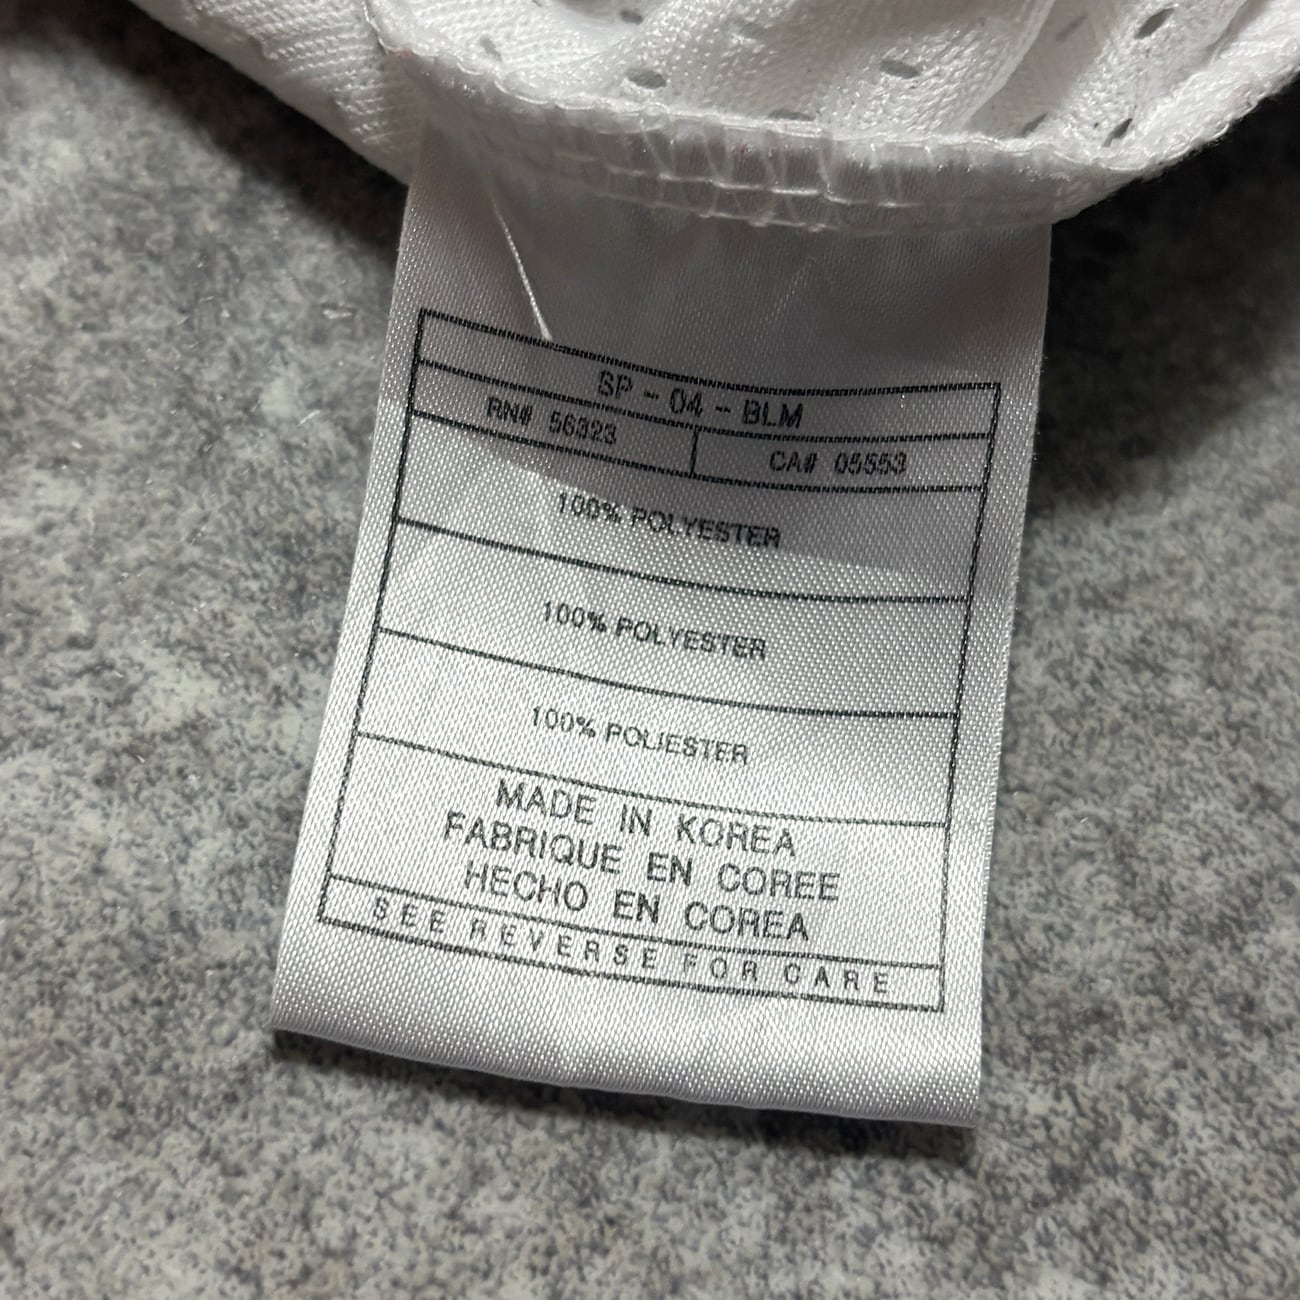 SP - 04 - BLM
RN# 56323
CA# 05553
100% POLYESTER
100% POLYESTER
100% POLIESTER
MADE IN KOREA
FABRIQUE EN COREE
HECHO EN COREA
SEE REVERSE FOR CARE